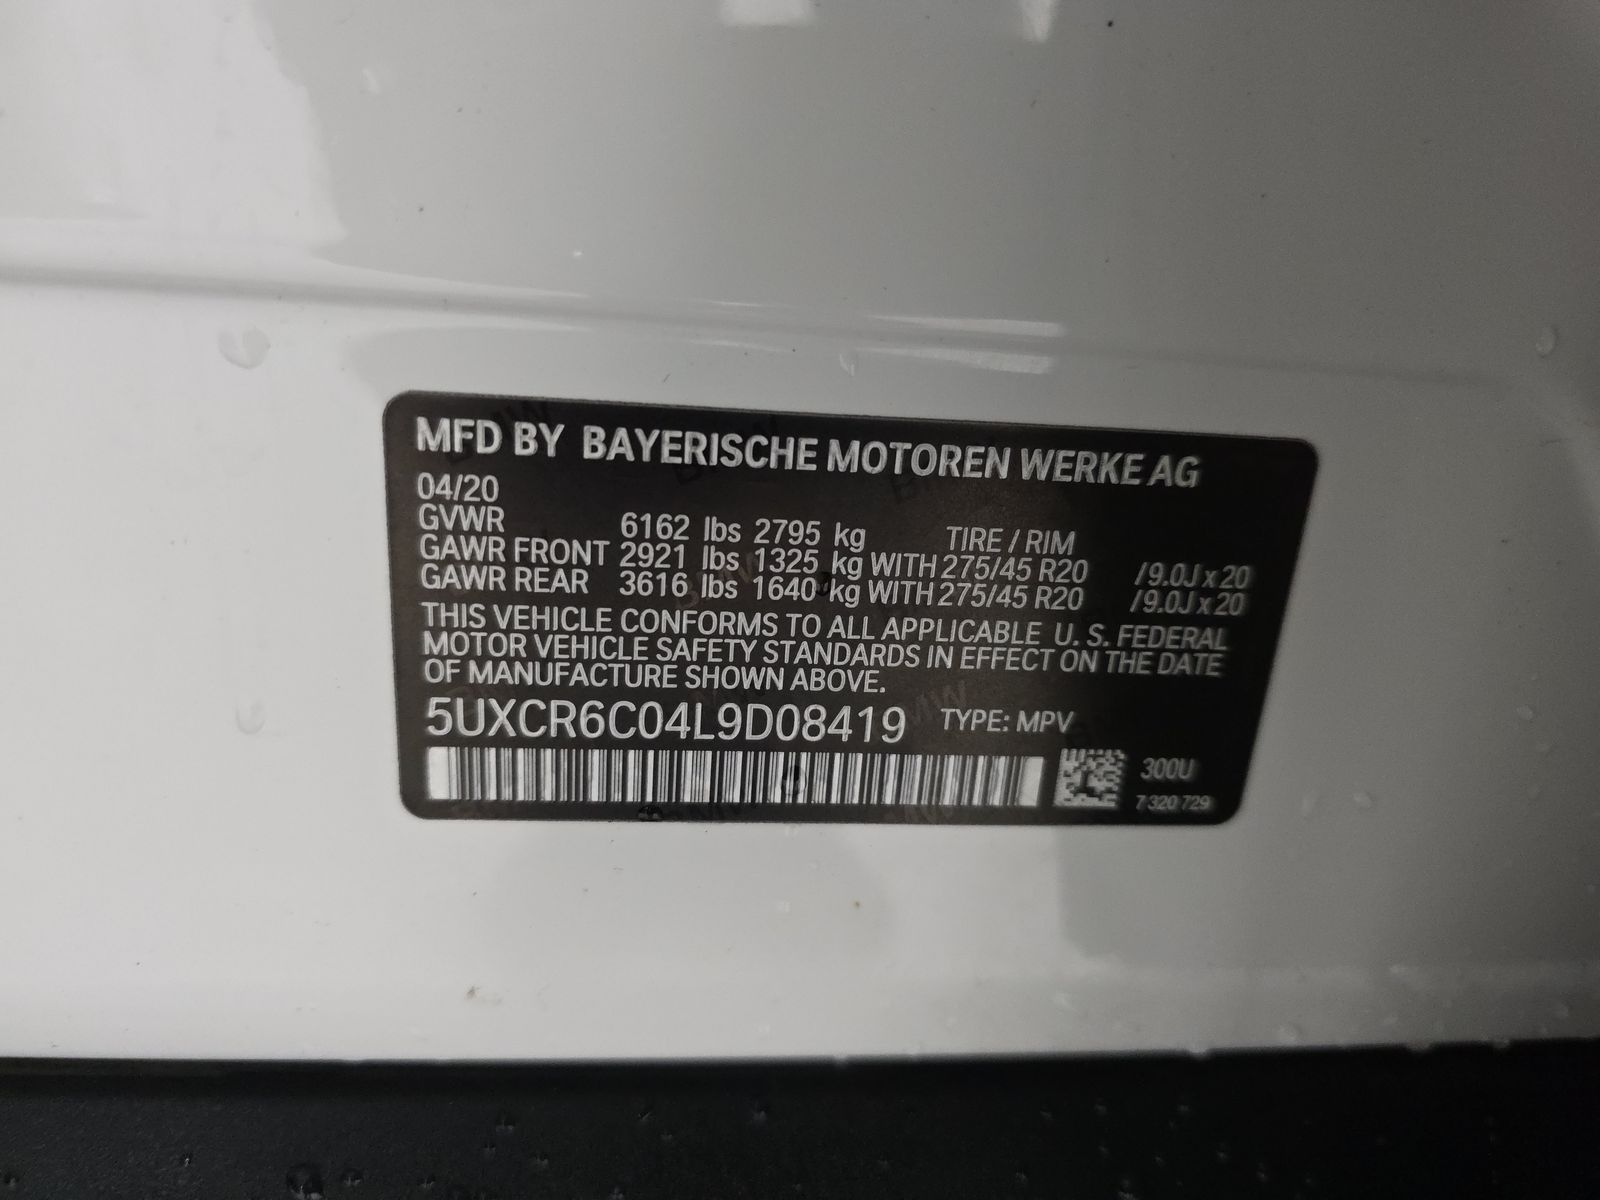 MFD BY BAYERISCHE MOTOREN WERKE AG
04/20
GVWR 6162 lbs 2795 kg TIRE / RIM
GAWR FRONT 2921 lbs 1325 kg WITH 275/45 R20 /9.0J x 20
GAWR REAR 3616 lbs 1640 kg WITH 275/45 R20 /9.0J x 20
THIS VEHICLE CONFORMS TO ALL APPLICABLE U. S. FEDERAL
MOTOR VEHICLE SAFETY STANDARDS IN EFFECT ON THE DATE
OF MANUFACTURE SHOWN ABOVE.
5UXCR6C04L9D08419 TYPE: MPV
300U
7 320 729